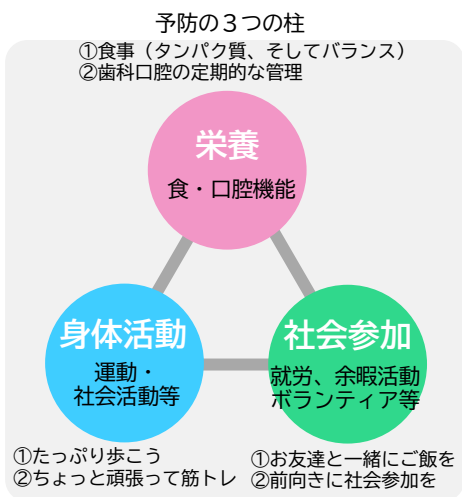 予防の３つの柱
①食事（タンパク質、そしてバランス）
②歯科口腔の定期的な管理
栄養
食・口腔機能
身体活動
運動・
社会活動等
社会参加
就労、余暇活動
ボランティア等
①たっぷり歩こう
②ちょっと頑張って筋トレ
①お友達と一緒にご飯を
②前向きに社会参加を